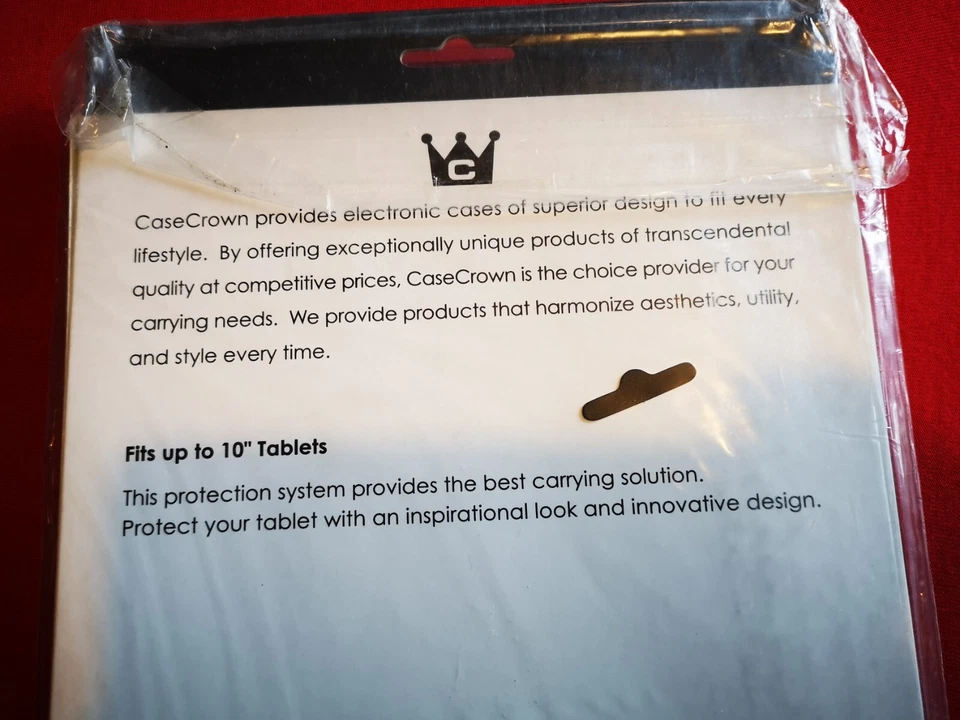 C
CaseCrown provides electronic cases of superior design to fit every
lifestyle. By offering exceptionally unique products of transcendental
quality at competitive prices, CaseCrown is the choice provider for your
carrying needs. We provide products that harmonize aesthetics, utility,
and style every time.
Fits up to 10" Tablets
This protection system provides the best carrying solution.
Protect your tablet with an inspirational look and innovative design.